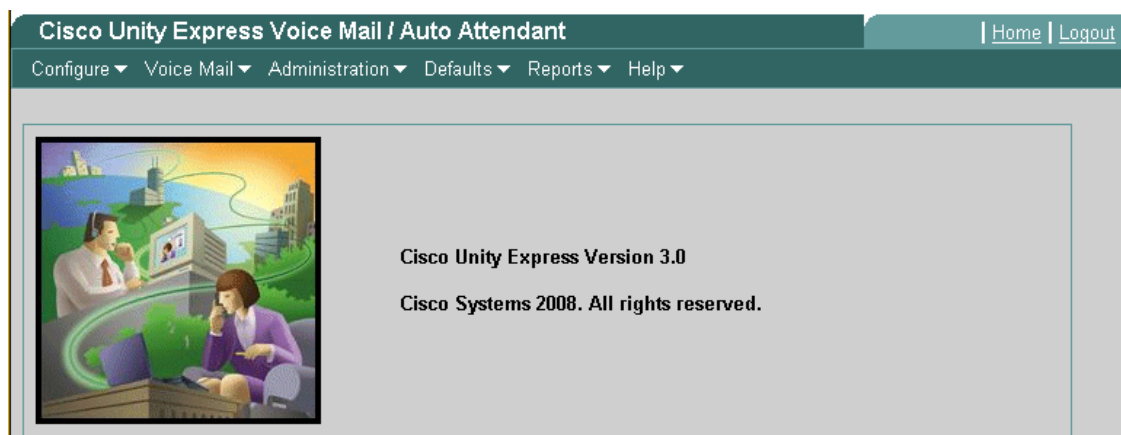 Cisco Unity Express Voice Mail / Auto Attendant
Home Logout
Configure Voice Mail Administration Defaults Reports Help
Cisco Unity Express Version 3.0
Cisco Systems 2008. All rights reserved.